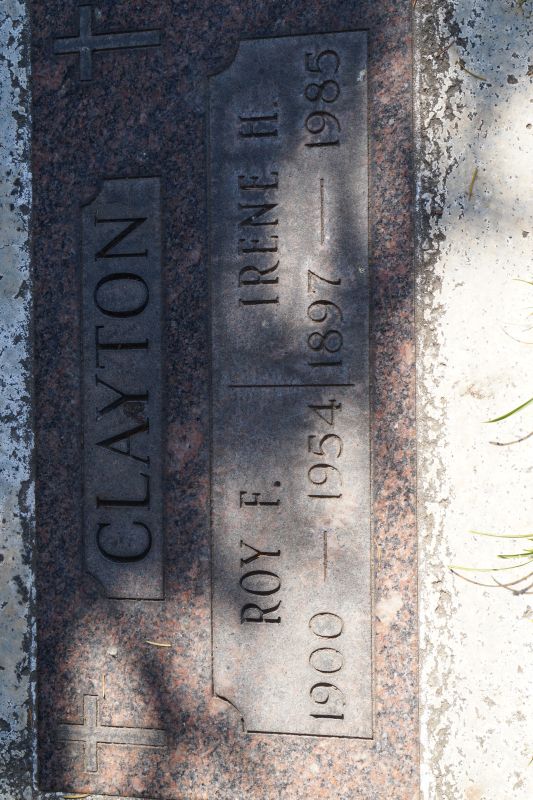 CLAYTON
ROY F.
1900 — 1954
IRENE H.
1897 — 1985